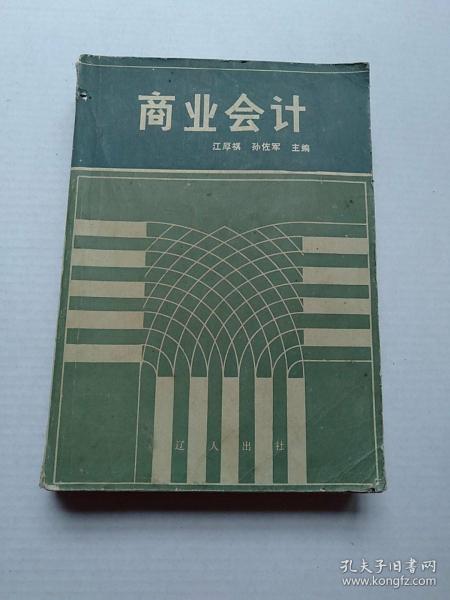 商业会计
江厚祺 孙佐军 主编
辽人出社
孔夫子旧书网
www.kongfz.com